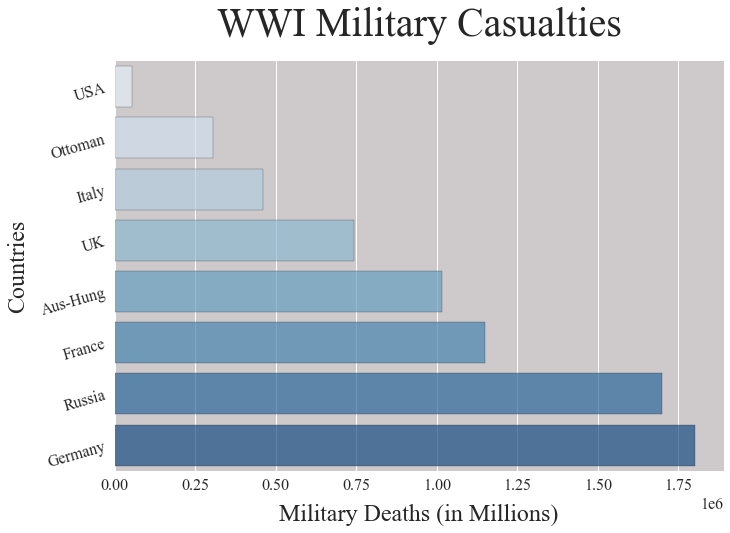 WWI Military Casualties
USA
Ottoman
Italy
UK
Aus-Hung
France
Russia
Germany
Countries
0.00 0.25 0.50 0.75 1.00 1.25 1.50 1.75
1e6
Military Deaths (in Millions)